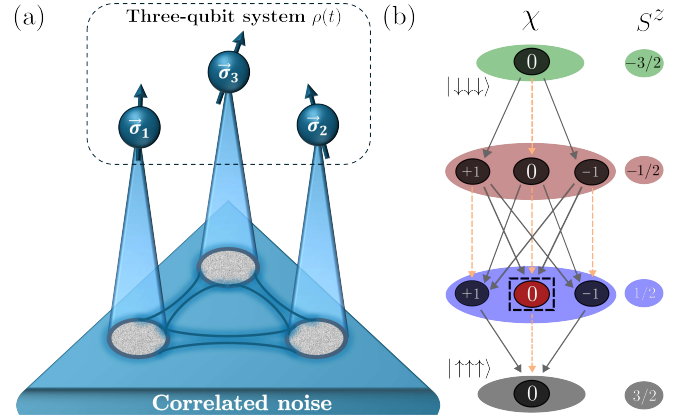 (a)
Three-qubit system ρ(t)
σ⃗₃
σ⃗₁
σ⃗₂
Correlated noise
(b)
χ
Sᶻ
0
−3/2
|↓↓↓⟩
+1
0
−1
−1/2
+1
0
−1
1/2
|↑↑↑⟩
0
3/2